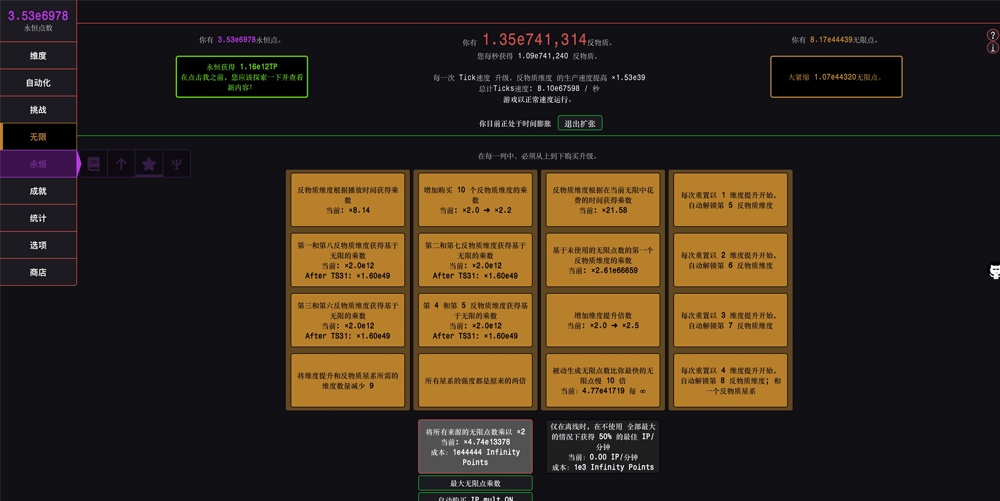 3.53e6978
永恒点数
维度
自动化
挑战
无限
永恒
成就
统计
选项
商店
你有 3.53e6978永恒点。
永恒获得 1.16e12TP
在点击我之前，您应该探索一下并查看
新内容！
你有 1.35e741,314反物质。
您每秒获得 1.09e741,240 反物质。
每一次 Tick速度 升级，反物质维度 的生产速度提高 ×1.53e39
总计Ticks速度: 8.10e67598 / 秒
游戏以正常速度运行。
你目前正处于时间膨胀 退出扩张
你有 8.17e44439无限点。
大紧缩 1.07e44320无限点。
?
i
在每一列中，必须从上到下购买升级。
反物质维度根据播放时间获得乘
数
当前: ×8.14
增加购买 10 个反物质维度的乘
数
当前: ×2.0 ➜ ×2.2
反物质维度根据在当前无限中花
费的时间获得乘数
当前: ×21.58
每次重置以 1 维度提升开始，
自动解锁第 5 反物质维度
第一和第八反物质维度获得基于
无限的乘数
当前: ×2.0e12
After TS31: ×1.60e49
第二和第七反物质维度获得基于
无限的乘数
当前: ×2.0e12
After TS31: ×1.60e49
基于未使用的无限点数的第一个
反物质维度的乘数
当前: ×2.61e66659
每次重置以 2 维度提升开始，
自动解锁第 6 反物质维度
第三和第六反物质维度获得基于
无限的乘数
当前: ×2.0e12
After TS31: ×1.60e49
第 4 和第 5 反物质维度获得基
于无限的乘数
当前: ×2.0e12
After TS31: ×1.60e49
增加维度提升倍数
当前: ×2.0 ➜ ×2.5
每次重置以 3 维度提升开始，
自动解锁第 7 反物质维度
将维度提升和反物质星系所需的
维度数量减少 9
所有星系的强度都是原来的两倍
被动生成无限点数比你最快的无
限点慢 10 倍
当前: 4.77e41719 每 ∞
每次重置以 4 维度提升开始，
自动解锁第 8 反物质维度；和
一个反物质星系
将所有来源的无限点数乘以 ×2
当前: ×4.74e13378
成本: 1e44444 Infinity
Points
仅在离线时，在不使用 全部最大
的情况下获得 50% 的最佳 IP/
分钟
当前: 0.00 IP/分钟
成本: 1e3 Infinity Points
最大无限点乘数
自动购买 IP mult ON